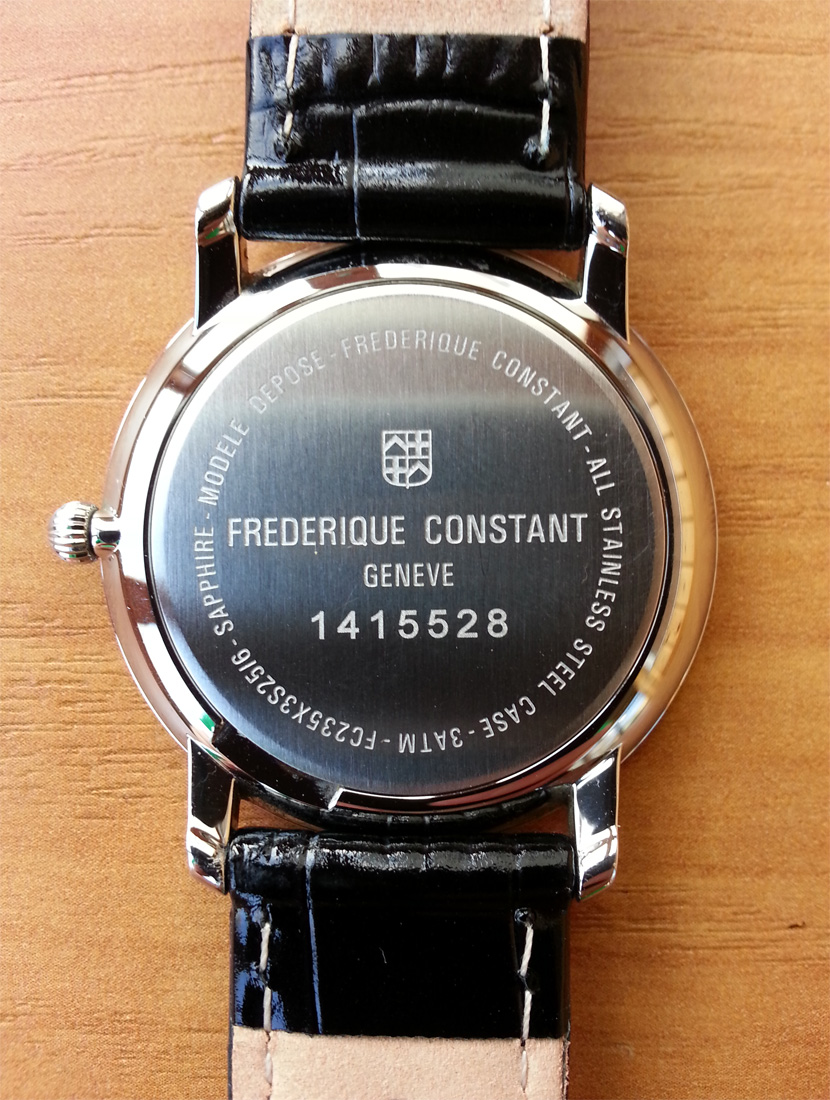 FREDERIQUE CONSTANT - ALL STAINLESS STEEL CASE - 3ATM - FC235X3S25/6 - SAPPHIRE - MODELE DEPOSE -
FREDERIQUE CONSTANT
GENEVE
1415528